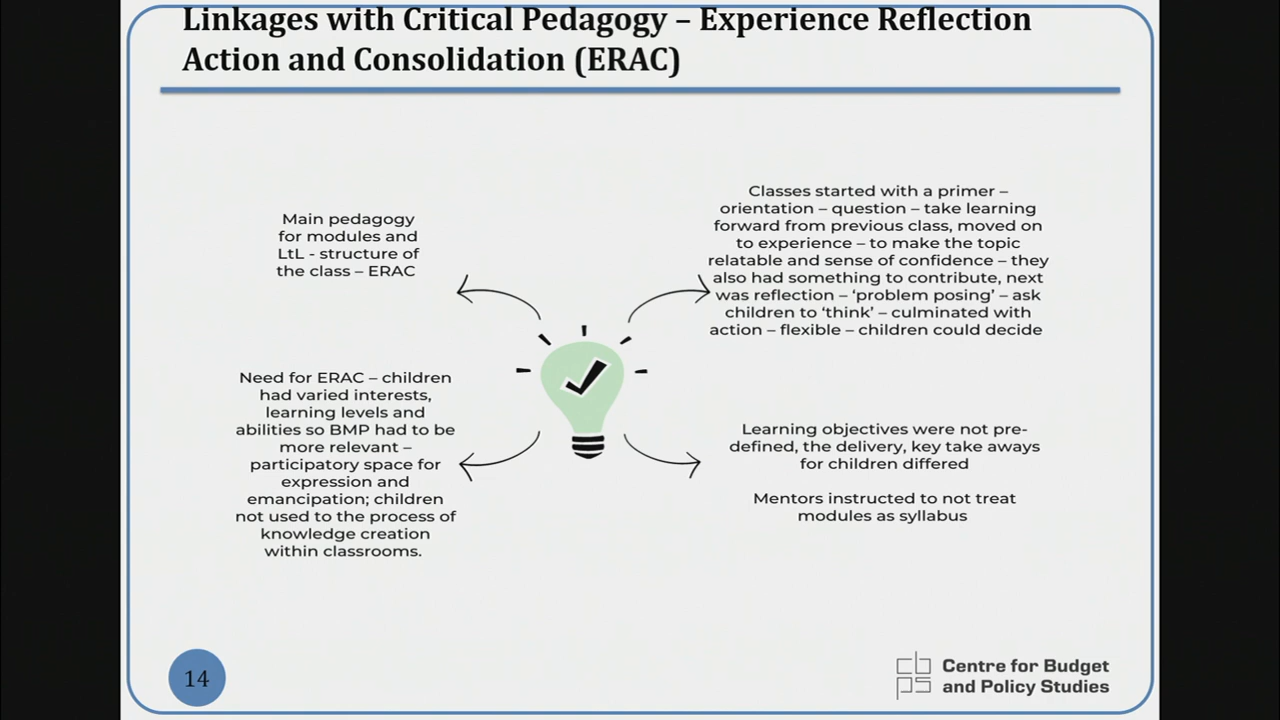 Linkages with Critical Pedagogy – Experience Reflection
Action and Consolidation (ERAC)
Main pedagogy
for modules and
LtL - structure of
the class – ERAC
Classes started with a primer –
orientation – question – take learning
forward from previous class, moved on
to experience – to make the topic
relatable and sense of confidence – they
also had something to contribute, next
was reflection – ‘problem posing’ – ask
children to ‘think’ – culminated with
action – flexible – children could decide
Need for ERAC – children
had varied interests,
learning levels and
abilities so BMP had to be
more relevant –
participatory space for
expression and
emancipation; children
not used to the process of
knowledge creation
within classrooms.
Learning objectives were not pre-
defined, the delivery, key take aways
for children differed
Mentors instructed to not treat
modules as syllabus
14
cb
ps
Centre for Budget
and Policy Studies